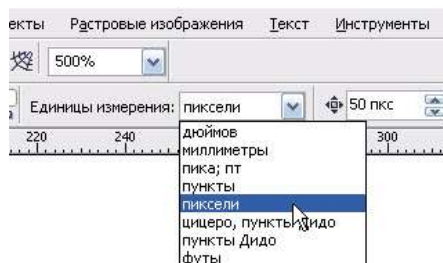 екты Растровые изображения Текст Инструменты
500%
Единицы измерения: пиксели 50 пкс
220 240 300
дюймов
миллиметры
пика; пт
пункты
пиксели
цицеро, пункты Дидо
пункты Дидо
футы